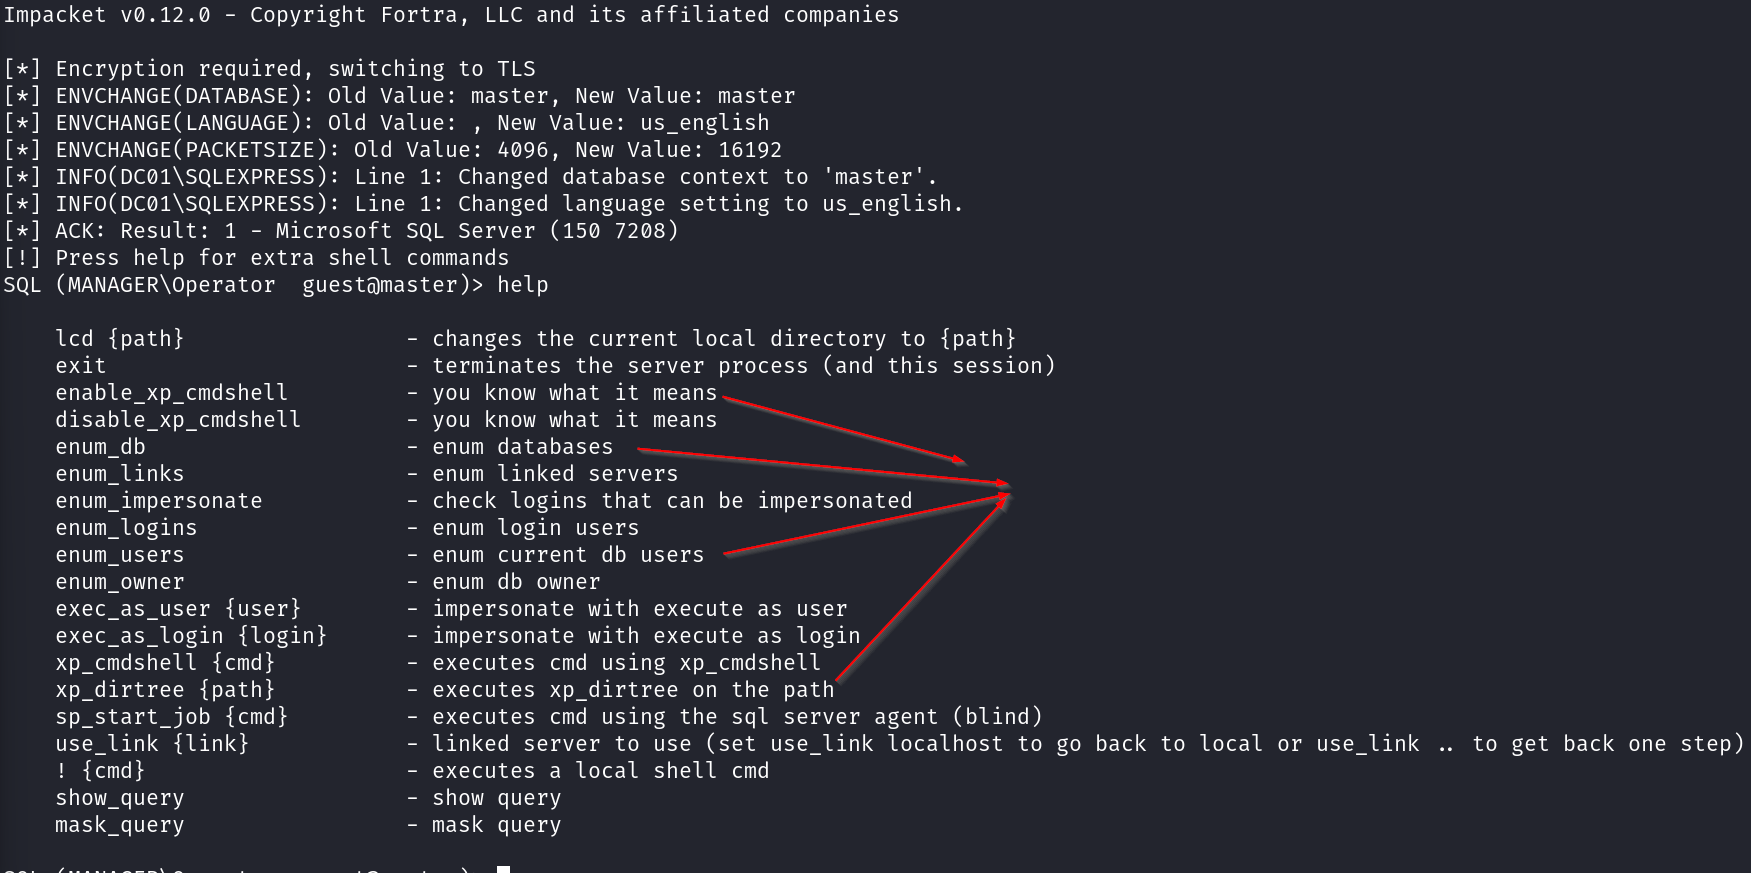 Impacket v0.12.0 - Copyright Fortra, LLC and its affiliated companies
[*] Encryption required, switching to TLS
[*] ENVCHANGE(DATABASE): Old Value: master, New Value: master
[*] ENVCHANGE(LANGUAGE): Old Value: , New Value: us_english
[*] ENVCHANGE(PACKETSIZE): Old Value: 4096, New Value: 16192
[*] INFO(DC01\SQLEXPRESS): Line 1: Changed database context to 'master'.
[*] INFO(DC01\SQLEXPRESS): Line 1: Changed language setting to us_english.
[*] ACK: Result: 1 - Microsoft SQL Server (150 7208)
[!] Press help for extra shell commands
SQL (MANAGER\Operator  guest@master)> help
lcd {path} - changes the current local directory to {path}
exit - terminates the server process (and this session)
enable_xp_cmdshell - you know what it means
disable_xp_cmdshell - you know what it means
enum_db - enum databases
enum_links - enum linked servers
enum_impersonate - check logins that can be impersonated
enum_logins - enum login users
enum_users - enum current db users
enum_owner - enum db owner
exec_as_user {user} - impersonate with execute as user
exec_as_login {login} - impersonate with execute as login
xp_cmdshell {cmd} - executes cmd using xp_cmdshell
xp_dirtree {path} - executes xp_dirtree on the path
sp_start_job {cmd} - executes cmd using the sql server agent (blind)
use_link {link} - linked server to use (set use_link localhost to go back to local or use_link .. to get back one step)
! {cmd} - executes a local shell cmd
show_query - show query
mask_query - mask query